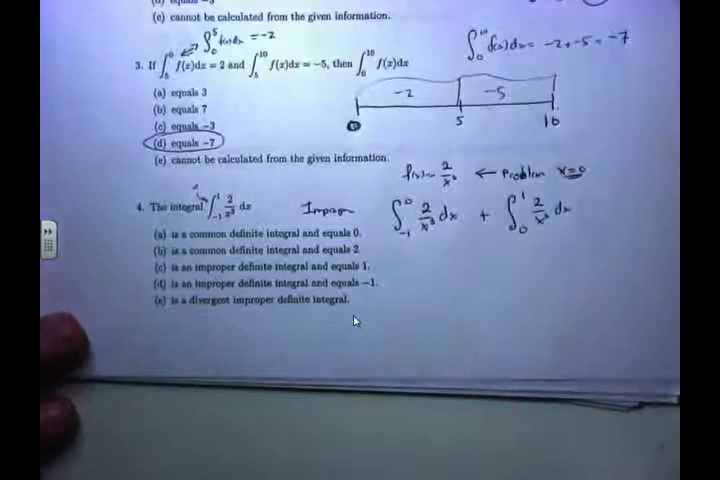 (e) cannot be calculated from the given information.
∫₀⁵ f(x)dx = -2
3. If ∫₅⁰ f(x)dx = 2 and ∫₅¹⁰ f(x)dx = −5, then ∫₀¹⁰ f(x)dx
∫₀¹⁰ f(x)dx = -2 + -5 = -7
(a) equals 3
(b) equals 7
(c) equals −3
(d) equals −7
(e) cannot be calculated from the given information.
-2 -5
0 5 10
← Problem x=0
4. The integral ∫₋₁¹ 2/x³ dx
∫₋₁⁰ 2/x³ dx + ∫₀¹ 2/x³ dx
(a) is a common definite integral and equals 0.
(b) is a common definite integral and equals 2.
(c) is an improper definite integral and equals 1.
(d) is an improper definite integral and equals −1.
(e) is a divergent improper definite integral.